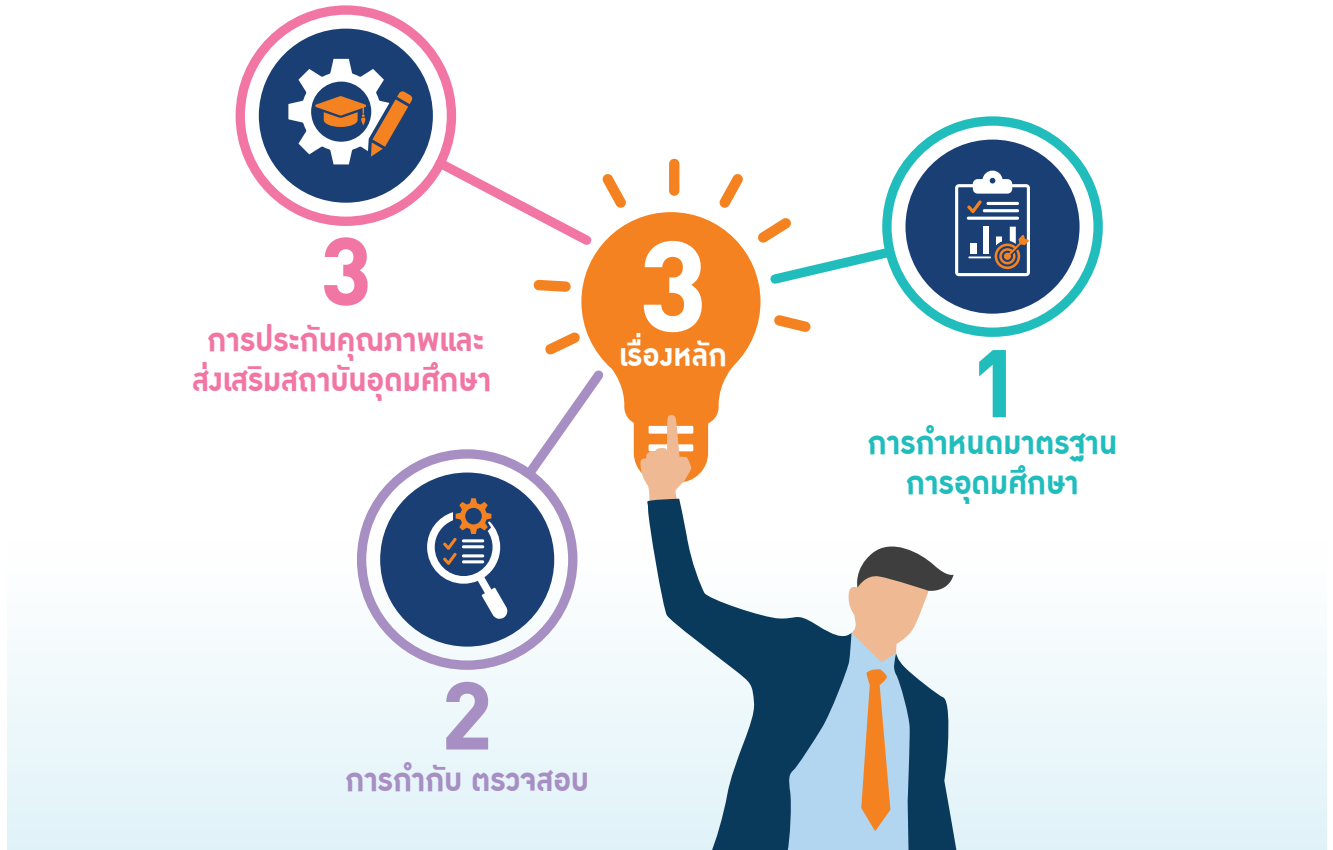 3
เรื่องหลัก
1
การกำหนดมาตรฐาน
การอุดมศึกษา
2
การกำกับ ตรวจสอบ
3
การประกันคุณภาพและ
ส่งเสริมสถาบันอุดมศึกษา